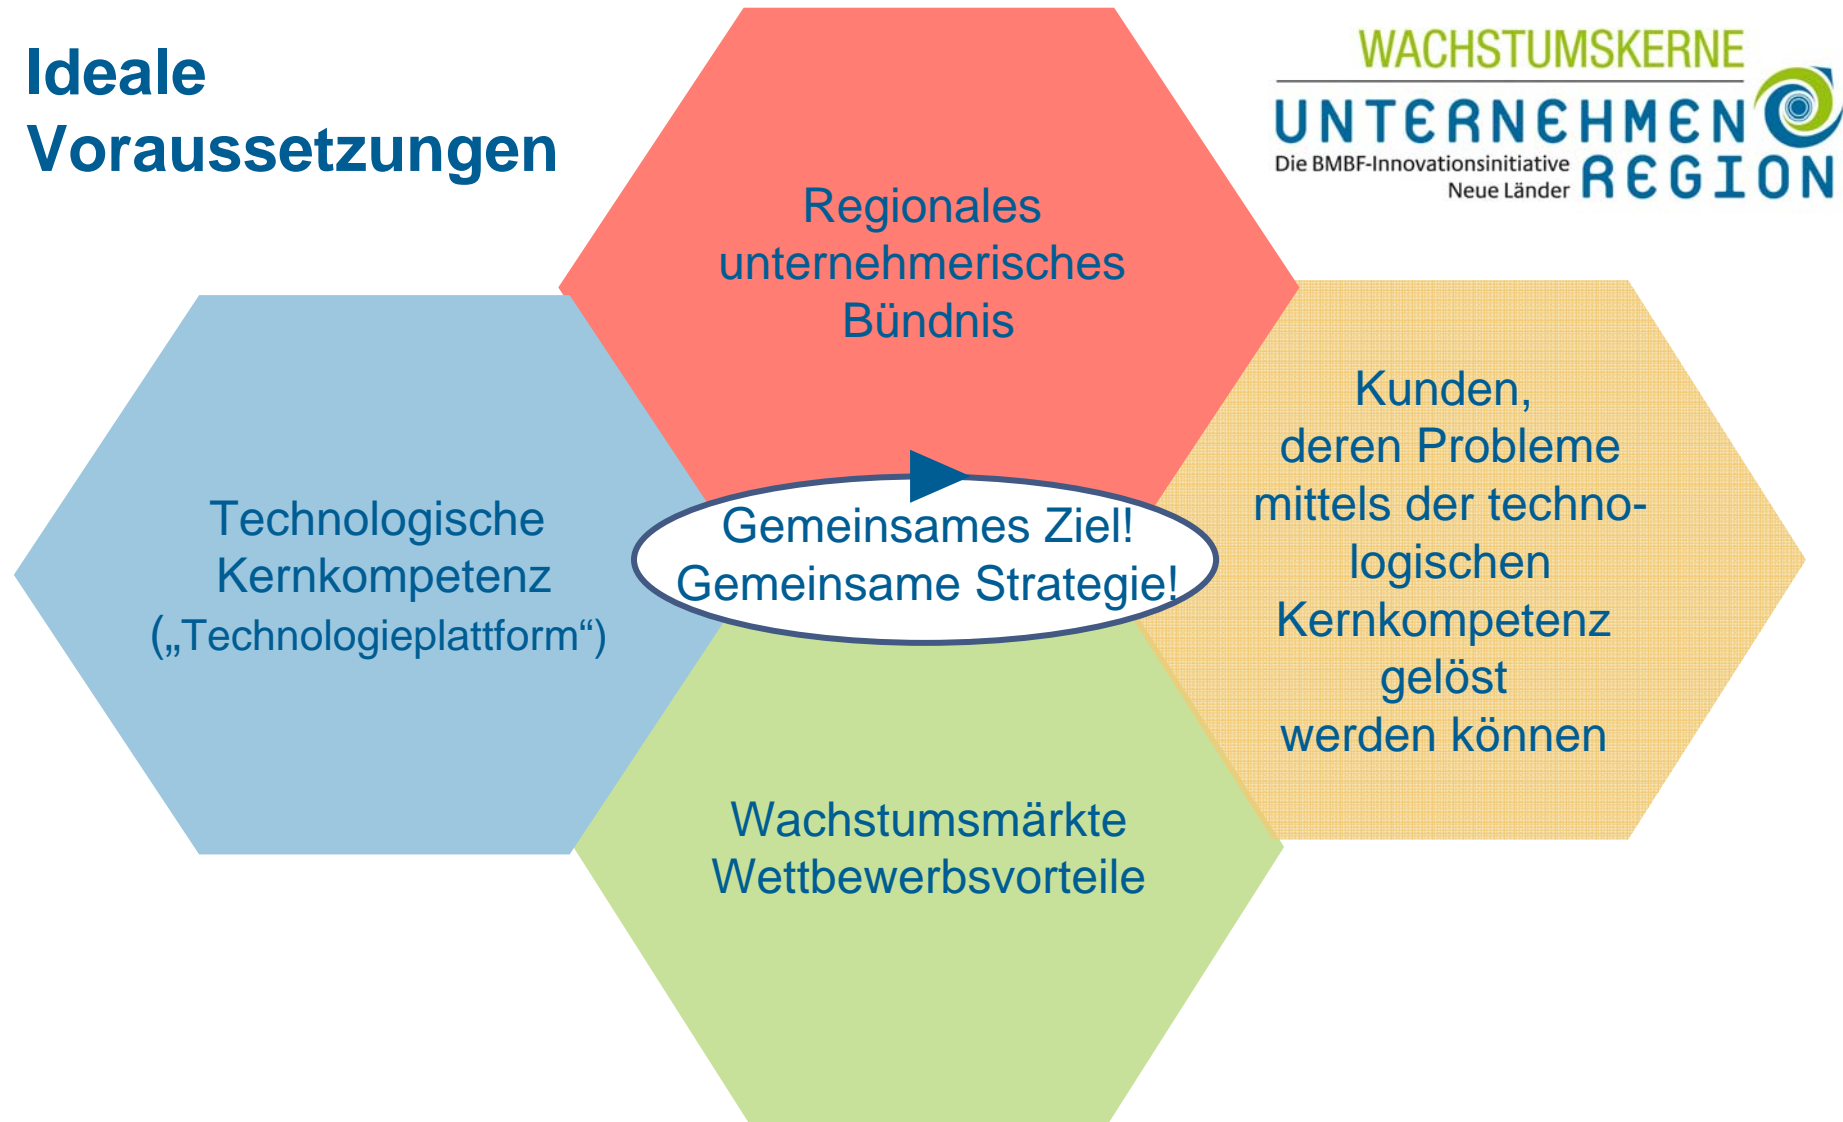 Ideale
Voraussetzungen
WACHSTUMSKERNE
UNTERNEHMEN
Die BMBF-Innovationsinitiative
Neue Länder
REGION
Regionales
unternehmerisches
Bündnis
Technologische
Kernkompetenz
(„Technologieplattform“)
Gemeinsames Ziel!
Gemeinsame Strategie!
Kunden,
deren Probleme
mittels der techno-
logischen
Kernkompetenz
gelöst
werden können
Wachstumsmärkte
Wettbewerbsvorteile